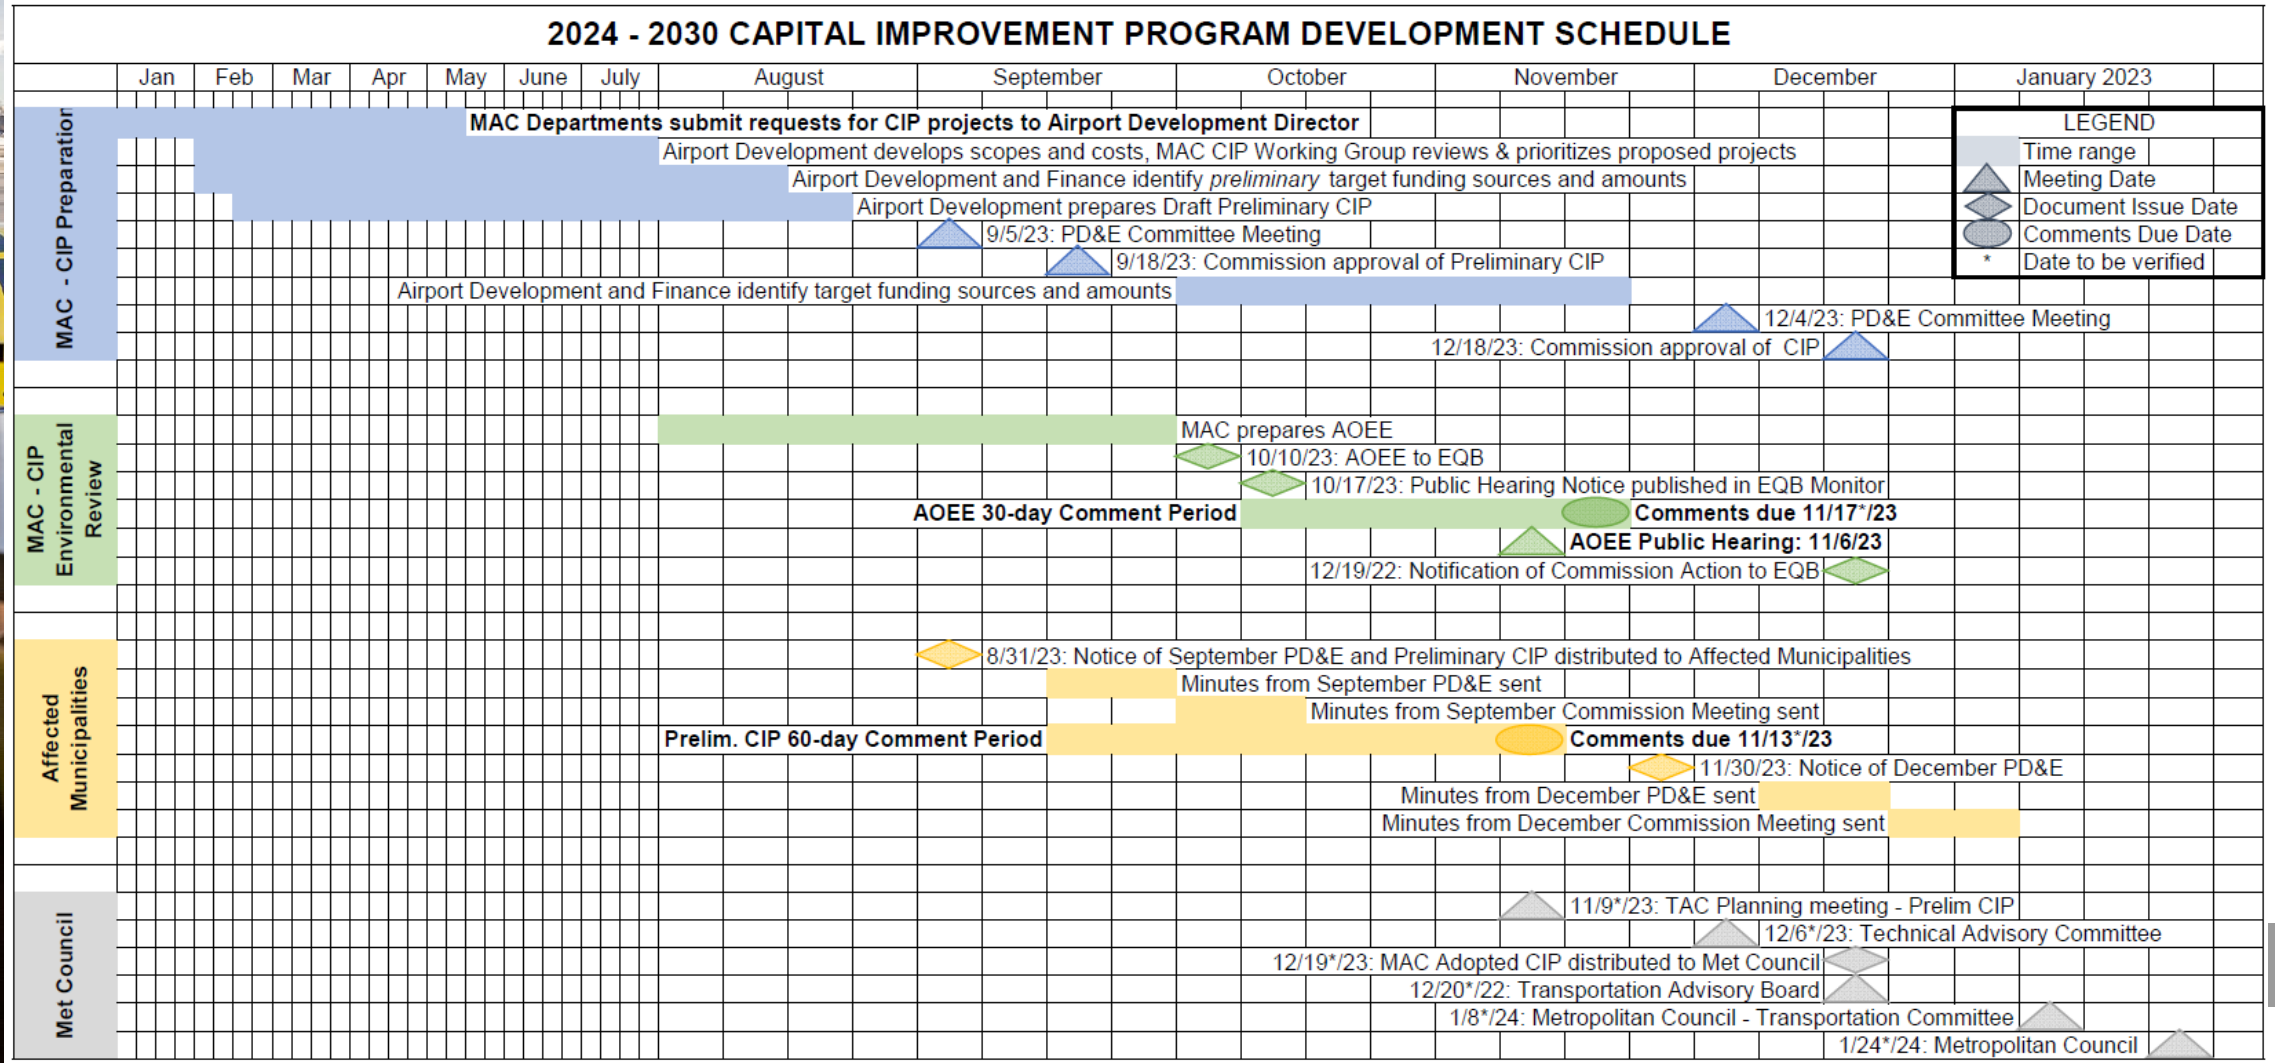 2024 - 2030 CAPITAL IMPROVEMENT PROGRAM DEVELOPMENT SCHEDULE
Jan Feb Mar Apr May June July August September October November December January 2023
MAC - CIP Preparation
MAC Departments submit requests for CIP projects to Airport Development Director
Airport Development develops scopes and costs, MAC CIP Working Group reviews & prioritizes proposed projects
Airport Development and Finance identify preliminary target funding sources and amounts
Airport Development prepares Draft Preliminary CIP
9/5/23: PD&E Committee Meeting
9/18/23: Commission approval of Preliminary CIP
Airport Development and Finance identify target funding sources and amounts
12/4/23: PD&E Committee Meeting
12/18/23: Commission approval of CIP
LEGEND
Time range
Meeting Date
Document Issue Date
Comments Due Date
* Date to be verified
MAC - CIP
Environmental
Review
MAC prepares AOEE
10/10/23: AOEE to EQB
10/17/23: Public Hearing Notice published in EQB Monitor
AOEE 30-day Comment Period
Comments due 11/17*/23
AOEE Public Hearing: 11/6/23
12/19/22: Notification of Commission Action to EQB
Affected
Municipalities
8/31/23: Notice of September PD&E and Preliminary CIP distributed to Affected Municipalities
Minutes from September PD&E sent
Minutes from September Commission Meeting sent
Prelim. CIP 60-day Comment Period
Comments due 11/13*/23
11/30/23: Notice of December PD&E
Minutes from December PD&E sent
Minutes from December Commission Meeting sent
Met Council
11/9*/23: TAC Planning meeting - Prelim CIP
12/6*/23: Technical Advisory Committee
12/19*/23: MAC Adopted CIP distributed to Met Council
12/20*/22: Transportation Advisory Board
1/8*/24: Metropolitan Council - Transportation Committee
1/24*/24: Metropolitan Council